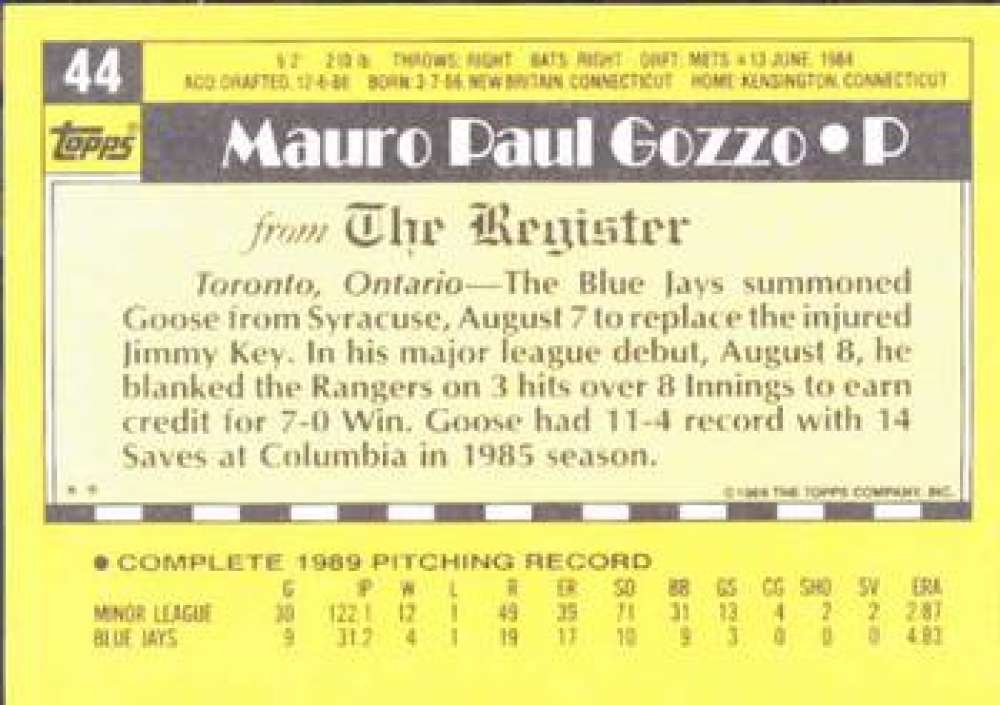 44
6'2" 210 lb. THROWS: RIGHT BATS: RIGHT DRFT: METS #13-JUNE, 1984
ACQ: DRAFTED, 12-6-88 BORN: 3-7-66, NEW BRITAIN, CONNECTICUT HOME: KENSINGTON, CONNECTICUT
Topps®
Mauro Paul Gozzo • P
from The Register
Toronto, Ontario—The Blue Jays summoned
Goose from Syracuse, August 7 to replace the injured
Jimmy Key. In his major league debut, August 8, he
blanked the Rangers on 3 hits over 8 Innings to earn
credit for 7-0 Win. Goose had 11-4 record with 14
Saves at Columbia in 1985 season.
* *
© 1989 THE TOPPS COMPANY, INC.
• COMPLETE 1989 PITCHING RECORD
G IP W L R ER SO BB GS CG SHO SV ERA
MINOR LEAGUE 30 122.1 12 1 49 39 71 31 13 4 2 2 2.87
BLUE JAYS 9 31.2 4 1 19 17 10 9 3 0 0 0 4.83